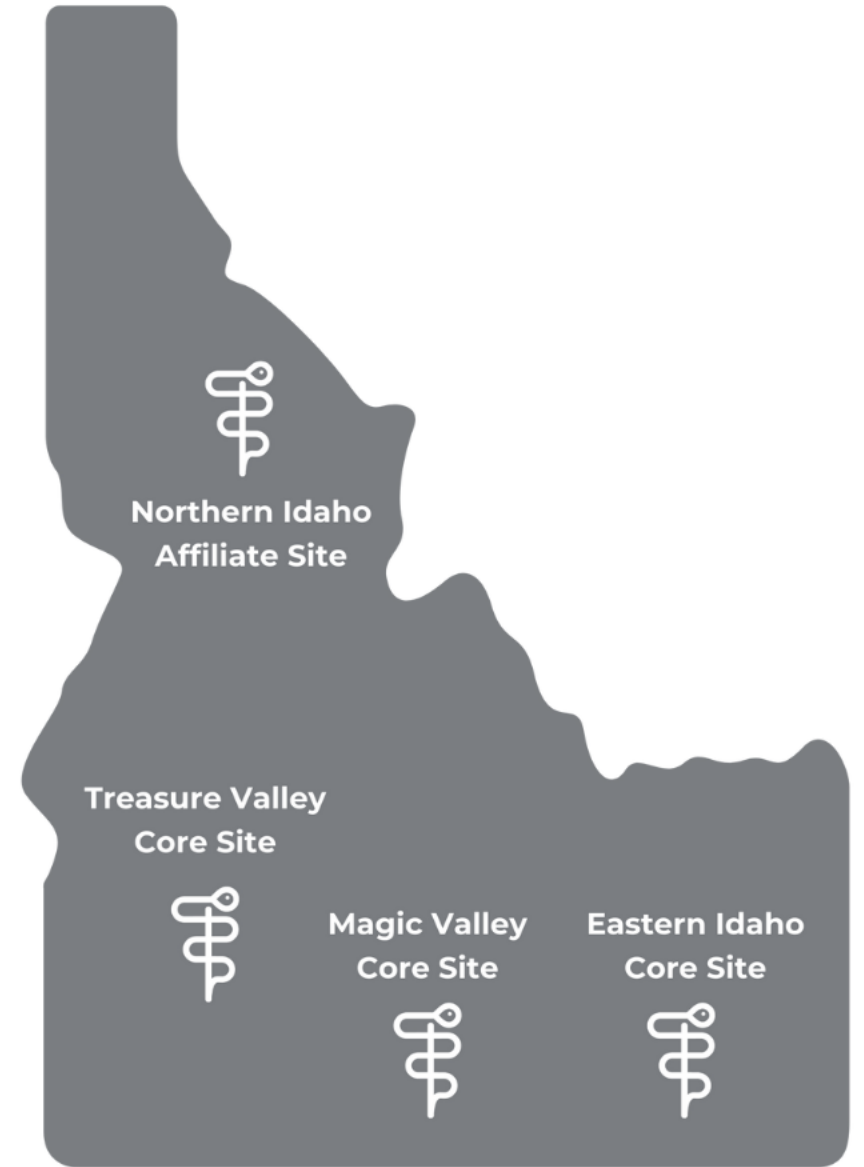 Northern Idaho
Affiliate Site
Treasure Valley
Core Site
Magic Valley
Core Site
Eastern Idaho
Core Site